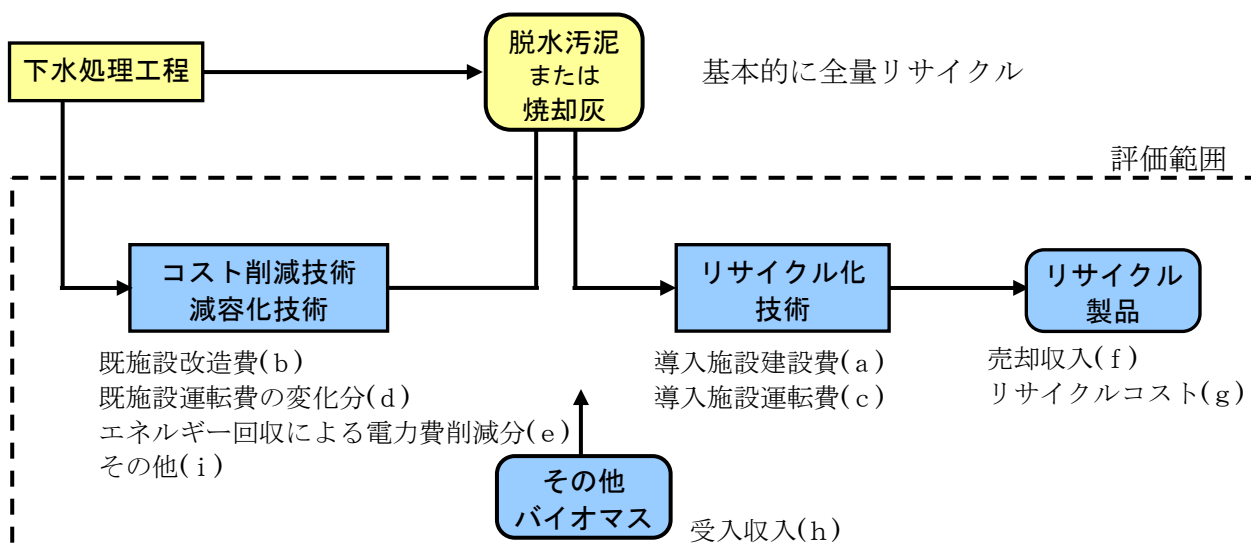 下水処理工程
脱水汚泥
または
焼却灰
基本的に全量リサイクル
評価範囲
コスト削減技術
減容化技術
リサイクル化
技術
リサイクル
製品
既施設改造費(b)
既施設運転費の変化分(d)
エネルギー回収による電力費削減分(e)
その他(i)
導入施設建設費(a)
導入施設運転費(c)
売却収入(f)
リサイクルコスト(g)
その他
バイオマス
受入収入(h)